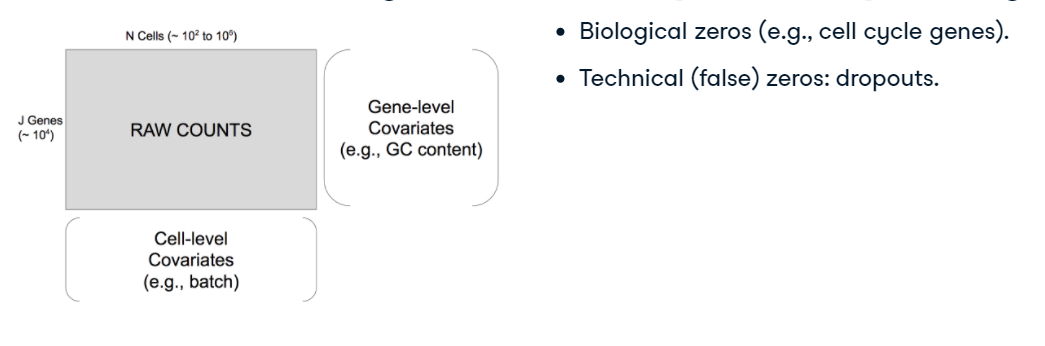 N Cells (~ 10² to 10⁶)
J Genes
(~ 10⁴)
RAW COUNTS
Gene-level
Covariates
(e.g., GC content)
Cell-level
Covariates
(e.g., batch)
• Biological zeros (e.g., cell cycle genes).
• Technical (false) zeros: dropouts.